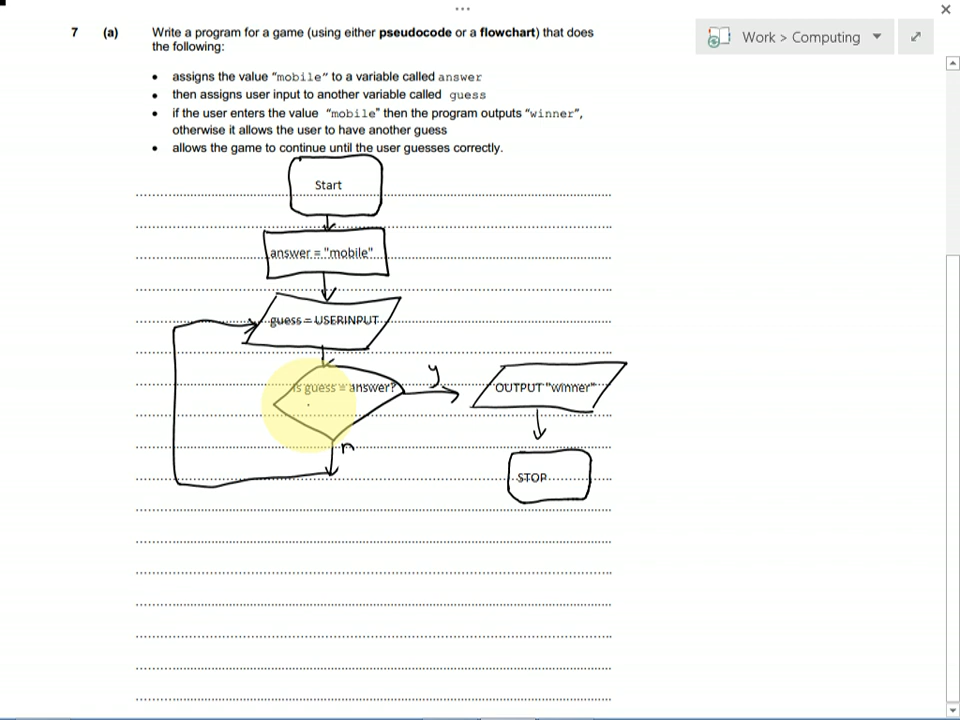 Work > Computing
7 (a) Write a program for a game (using either pseudocode or a flowchart) that does
the following:
• assigns the value "mobile" to a variable called answer
• then assigns user input to another variable called guess
• if the user enters the value "mobile" then the program outputs "winner",
otherwise it allows the user to have another guess
• allows the game to continue until the user guesses correctly.
Start
answer = "mobile"
guess = USERINPUT
is guess = answer?
y
OUTPUT "winner"
n
STOP